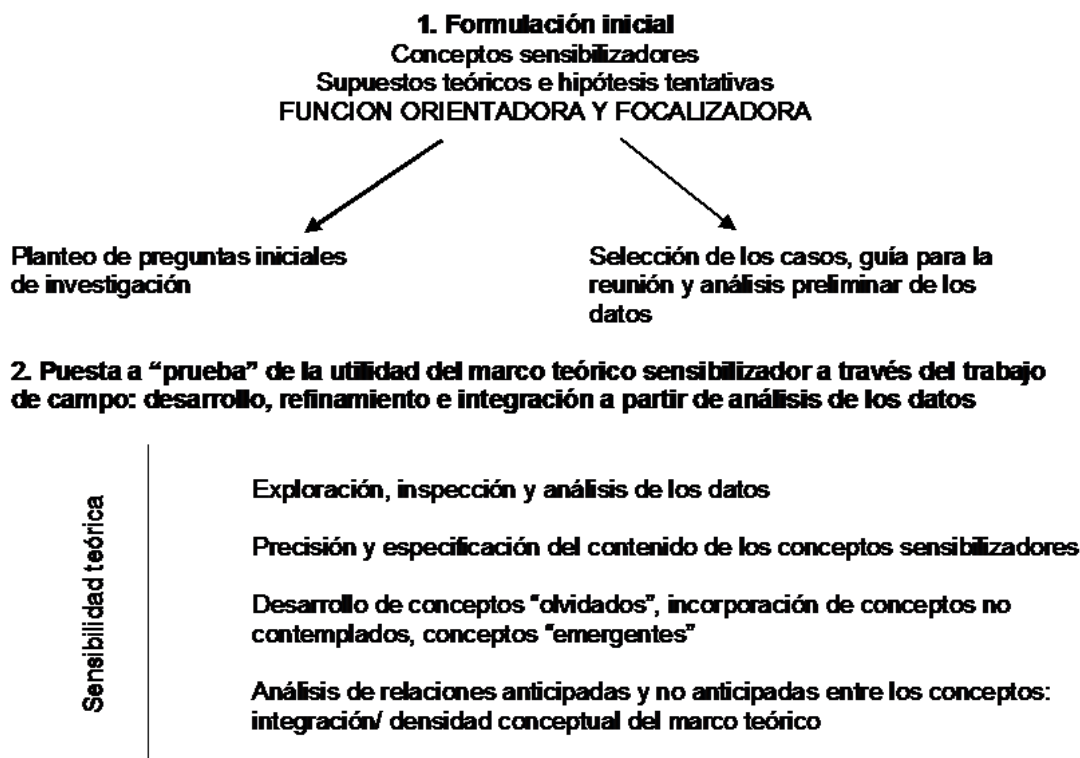 1. Formulación inicial
Conceptos sensibilizadores
Supuestos teóricos e hipótesis tentativas
FUNCION ORIENTADORA Y FOCALIZADORA
Planteo de preguntas iniciales
de investigación
Selección de los casos, guía para la
reunión y análisis preliminar de los
datos
2. Puesta a “prueba” de la utilidad del marco teórico sensibilizador a través del trabajo
de campo: desarrollo, refinamiento e integración a partir de análisis de los datos
Sensibilidad teórica
Exploración, inspección y análisis de los datos
Precisión y especificación del contenido de los conceptos sensibilizadores
Desarrollo de conceptos “olvidados”, incorporación de conceptos no
contemplados, conceptos “emergentes”
Análisis de relaciones anticipadas y no anticipadas entre los conceptos:
integración/ densidad conceptual del marco teórico